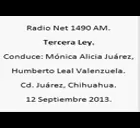 Radio Net 1490 AM.
Tercera Ley.
Conduce: Mónica Alicia Juárez,
Humberto Leal Valenzuela.
Cd. Juárez, Chihuahua.
12 Septiembre 2013.